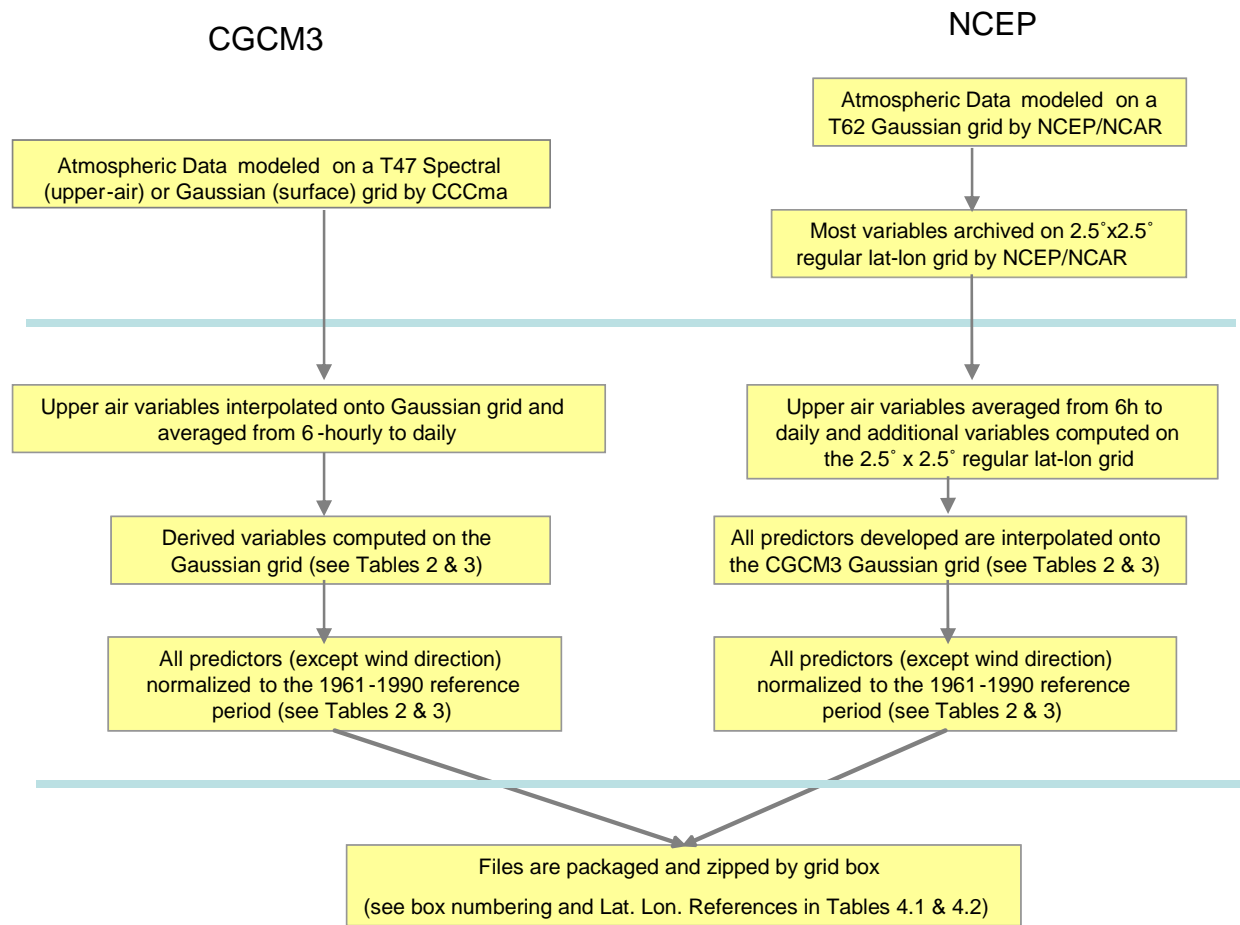 CGCM3
NCEP
Atmospheric Data modeled on a T47 Spectral
(upper-air) or Gaussian (surface) grid by CCCma
Atmospheric Data modeled on a
T62 Gaussian grid by NCEP/NCAR
Most variables archived on 2.5˚x2.5˚
regular lat-lon grid by NCEP/NCAR
Upper air variables interpolated onto Gaussian grid and
averaged from 6-hourly to daily
Upper air variables averaged from 6h to
daily and additional variables computed on
the 2.5˚ x 2.5˚ regular lat-lon grid
Derived variables computed on the
Gaussian grid (see Tables 2 & 3)
All predictors developed are interpolated onto
the CGCM3 Gaussian grid (see Tables 2 & 3)
All predictors (except wind direction)
normalized to the 1961-1990 reference
period (see Tables 2 & 3)
All predictors (except wind direction)
normalized to the 1961-1990 reference
period (see Tables 2 & 3)
Files are packaged and zipped by grid box
(see box numbering and Lat. Lon. References in Tables 4.1 & 4.2)